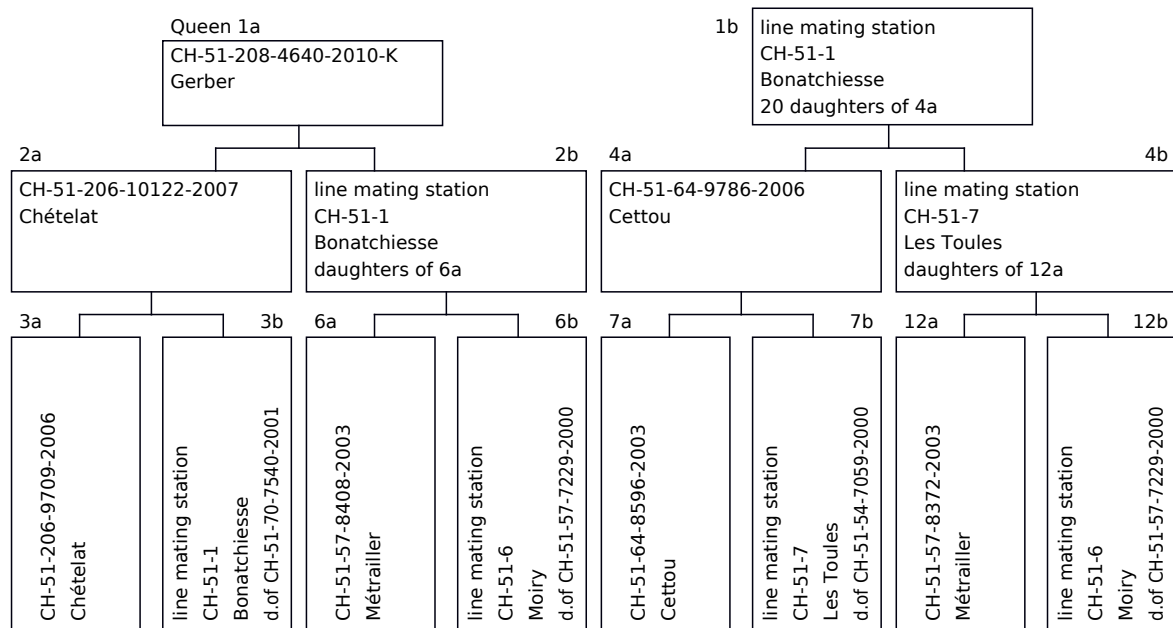 Queen 1a
CH-51-208-4640-2010-K
Gerber
1b
line mating station
CH-51-1
Bonatchiesse
20 daughters of 4a
2a
CH-51-206-10122-2007
Chételat
2b
line mating station
CH-51-1
Bonatchiesse
daughters of 6a
4a
CH-51-64-9786-2006
Cettou
4b
line mating station
CH-51-7
Les Toules
daughters of 12a
3a
CH-51-206-9709-2006
Chételat
3b
line mating station
CH-51-1
Bonatchiesse
d.of CH-51-70-7540-2001
6a
CH-51-57-8408-2003
Métrailler
6b
line mating station
CH-51-6
Moiry
d.of CH-51-57-7229-2000
7a
CH-51-64-8596-2003
Cettou
7b
line mating station
CH-51-7
Les Toules
d.of CH-51-54-7059-2000
12a
CH-51-57-8372-2003
Métrailler
12b
line mating station
CH-51-6
Moiry
d.of CH-51-57-7229-2000